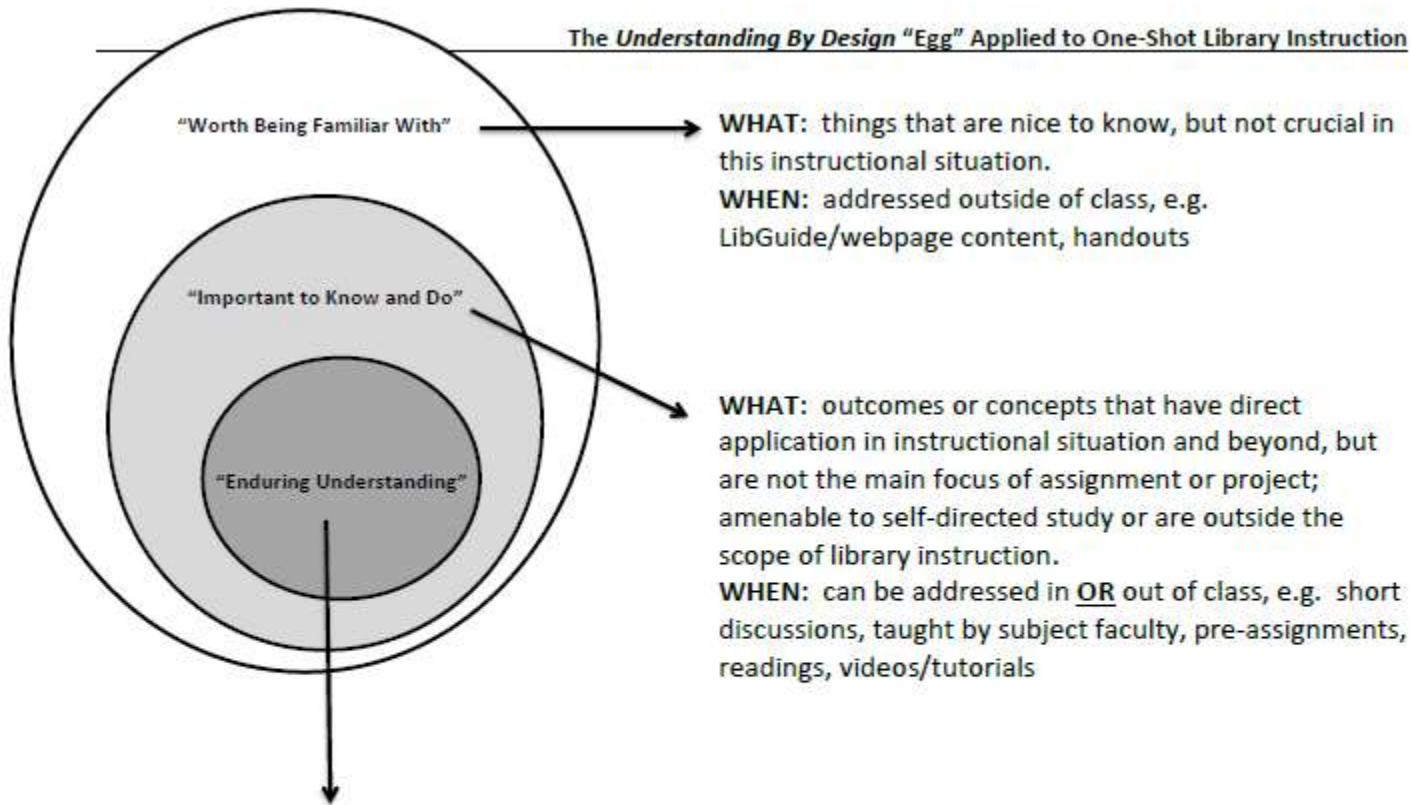 The Understanding By Design “Egg” Applied to One-Shot Library Instruction
“Worth Being Familiar With”
WHAT: things that are nice to know, but not crucial in
this instructional situation.
WHEN: addressed outside of class, e.g.
LibGuide/webpage content, handouts
“Important to Know and Do”
WHAT: outcomes or concepts that have direct
application in instructional situation and beyond, but
are not the main focus of assignment or project;
amenable to self-directed study or are outside the
scope of library instruction.
WHEN: can be addressed in OR out of class, e.g. short
discussions, taught by subject faculty, pre-assignments,
readings, videos/tutorials
“Enduring Understanding”